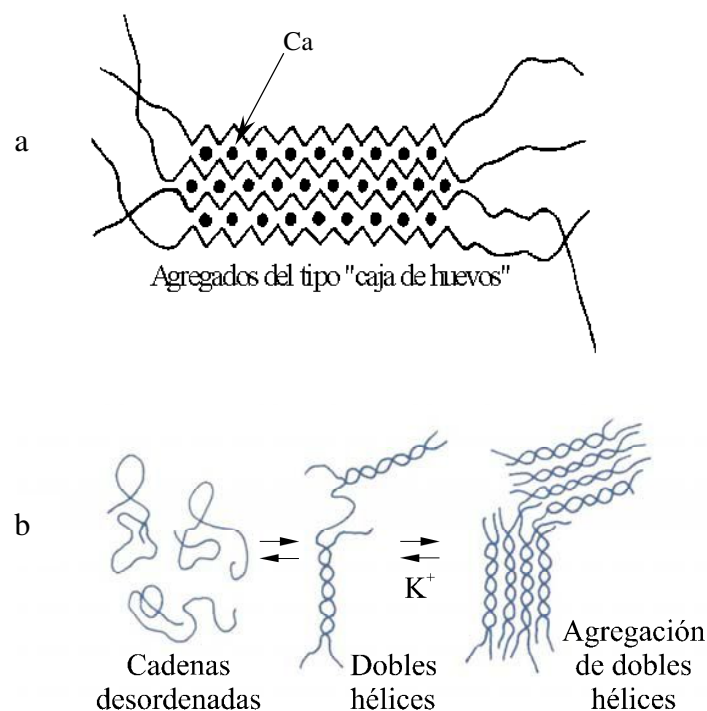 Ca
a
Agregados del tipo "caja de huevos"
b
K+
Cadenas
desordenadas
Dobles
hélices
Agregación
de dobles
hélices